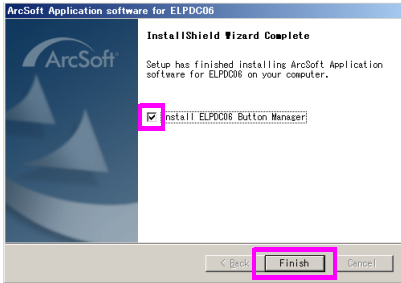 ArcSoft Application software for ELPDC06
InstallShield Wizard Complete
ArcSoft®
Setup has finished installing ArcSoft Application
software for ELPDC06 on your computer.
Install ELPDC06 Button Manager
< Back
Finish
Cancel